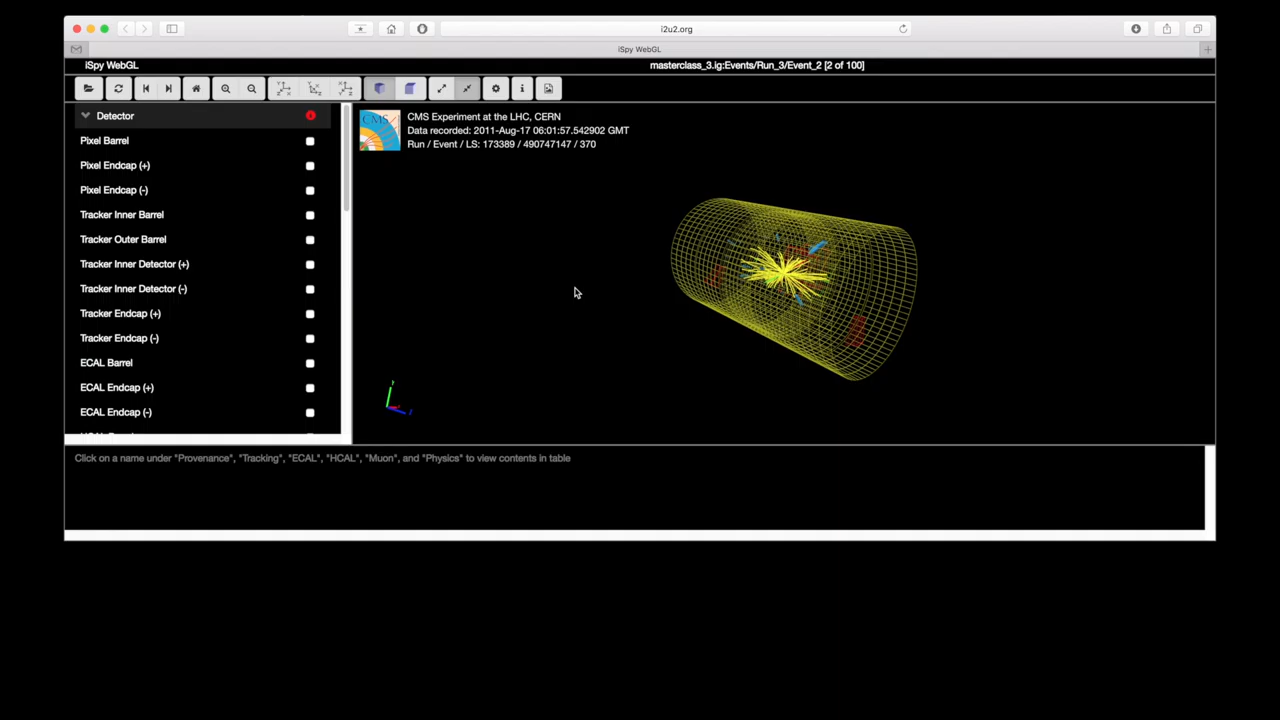 i2u2.org
iSpy WebGL
iSpy WebGL
masterclass_3.ig:Events/Run_3/Event_2 [2 of 100]
Detector
Pixel Barrel
Pixel Endcap (+)
Pixel Endcap (-)
Tracker Inner Barrel
Tracker Outer Barrel
Tracker Inner Detector (+)
Tracker Inner Detector (-)
Tracker Endcap (+)
Tracker Endcap (-)
ECAL Barrel
ECAL Endcap (+)
ECAL Endcap (-)
CMS
CMS Experiment at the LHC, CERN
Data recorded: 2011-Aug-17 06:01:57.542902 GMT
Run / Event / LS: 173389 / 490747147 / 370
Click on a name under "Provenance", "Tracking", "ECAL", "HCAL", "Muon", and "Physics" to view contents in table